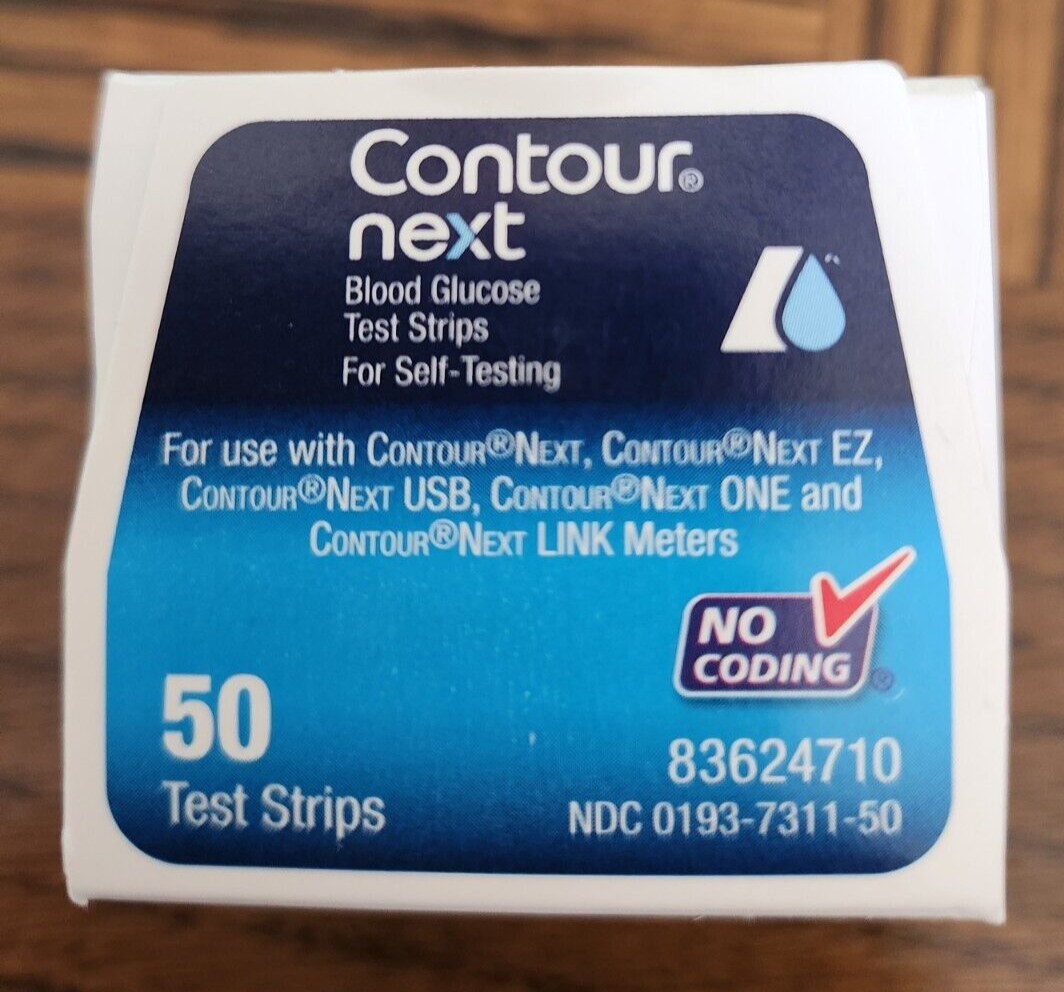 Contour®
next
Blood Glucose
Test Strips
For Self-Testing
For use with CONTOUR®NEXT, CONTOUR®NEXT EZ,
CONTOUR®NEXT USB, CONTOUR®NEXT ONE and
CONTOUR®NEXT LINK Meters
NO
CODING®
50
Test Strips
83624710
NDC 0193-7311-50